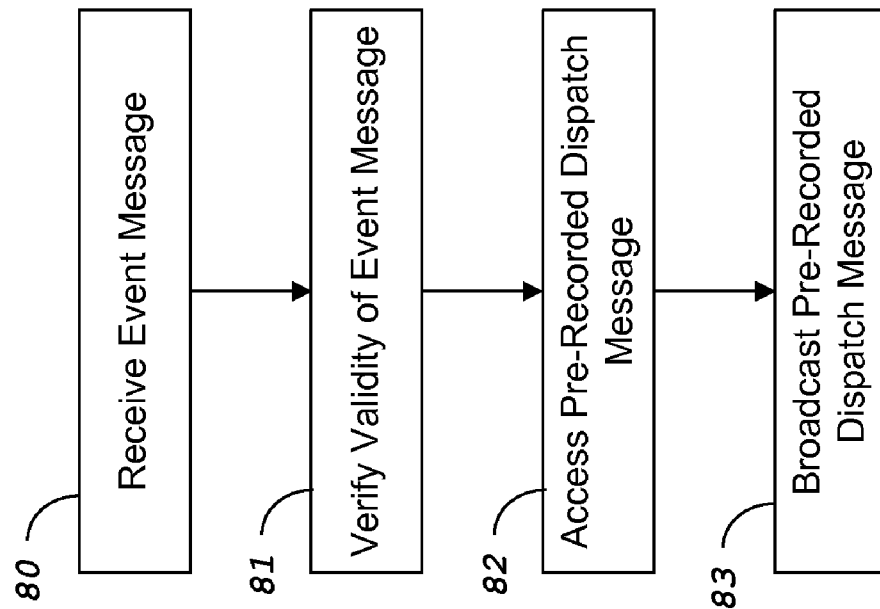 80
Receive Event Message
81
Verify Validity of Event Message
82
Access Pre-Recorded Dispatch
Message
83
Broadcast Pre-Recorded
Dispatch Message